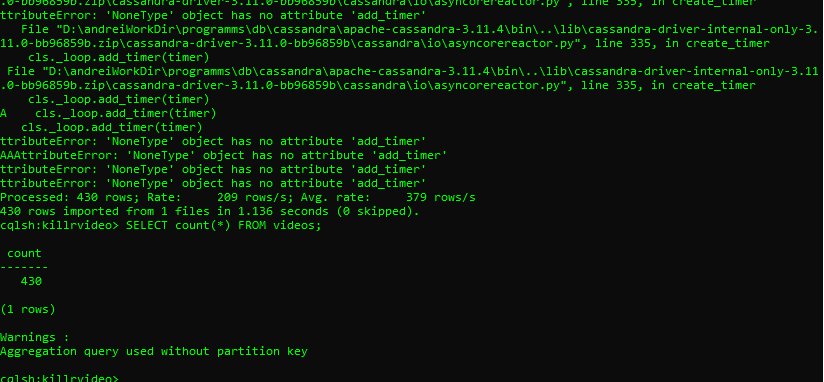 .0-bb96859b.zip\cassandra-driver-3.11.0-bb96859b\cassandra\io\asyncorereactor.py", line 335, in create_timer
ttributeError: 'NoneType' object has no attribute 'add_timer'
File "D:\andreiWorkDir\programms\db\cassandra\apache-cassandra-3.11.4\bin\..\lib\cassandra-driver-internal-only-3.
11.0-bb96859b.zip\cassandra-driver-3.11.0-bb96859b\cassandra\io\asyncorereactor.py", line 335, in create_timer
cls._loop.add_timer(timer)
File "D:\andreiWorkDir\programms\db\cassandra\apache-cassandra-3.11.4\bin\..\lib\cassandra-driver-internal-only-3.11
.0-bb96859b.zip\cassandra-driver-3.11.0-bb96859b\cassandra\io\asyncorereactor.py", line 335, in create_timer
cls._loop.add_timer(timer)
A    cls._loop.add_timer(timer)
cls._loop.add_timer(timer)
ttributeError: 'NoneType' object has no attribute 'add_timer'
AAAttributeError: 'NoneType' object has no attribute 'add_timer'
ttributeError: 'NoneType' object has no attribute 'add_timer'
ttributeError: 'NoneType' object has no attribute 'add_timer'
Processed: 430 rows; Rate:     209 rows/s; Avg. rate:     379 rows/s
430 rows imported from 1 files in 1.136 seconds (0 skipped).
cqlsh:killrvideo> SELECT count(*) FROM videos;
count
-------
430
(1 rows)
Warnings :
Aggregation query used without partition key
cqlsh:killrvideo>